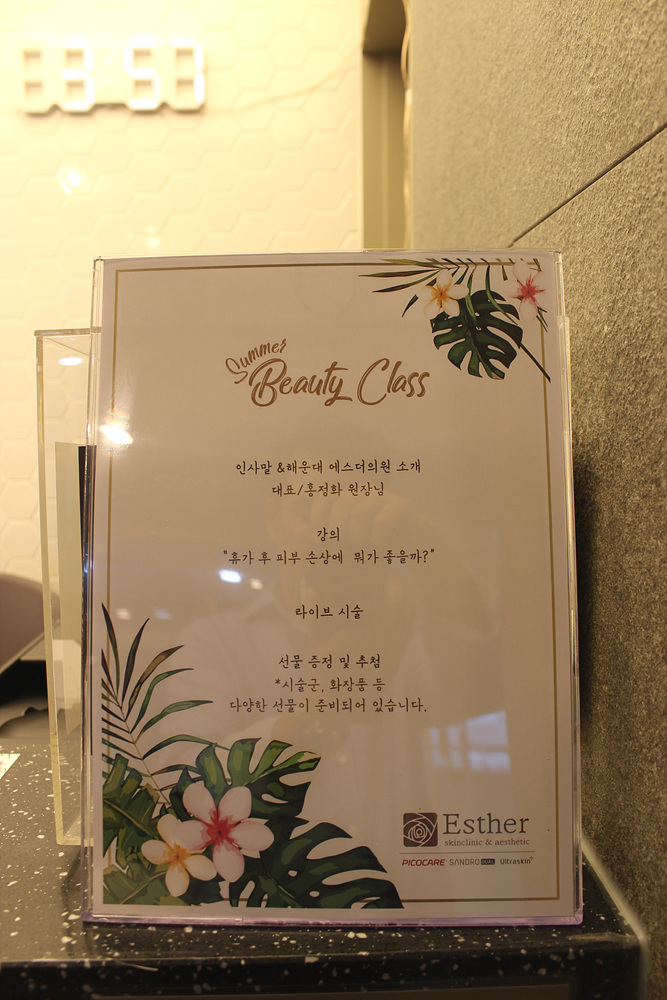 Summer
Beauty Class
인사말 &해운대 에스더의원 소개
대표/홍정화 원장님
강의
"휴가 후 피부 손상에 뭐가 좋을까?"
라이브 시술
선물 증정 및 추첨
*시술군, 화장품 등
다양한 선물이 준비되어 있습니다.
Esther
skinclinic & aesthetic
PICOCARE SANDRO DUAL Ultraskin